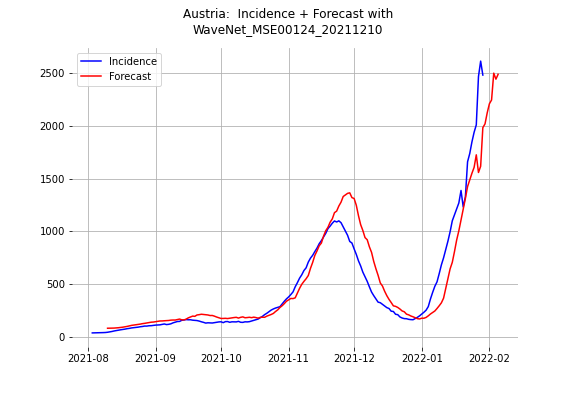 Austria:  Incidence + Forecast with
WaveNet_MSE00124_20211210
Incidence
Forecast
2500
2000
1500
1000
500
0
2021-08 2021-09 2021-10 2021-11 2021-12 2022-01 2022-02